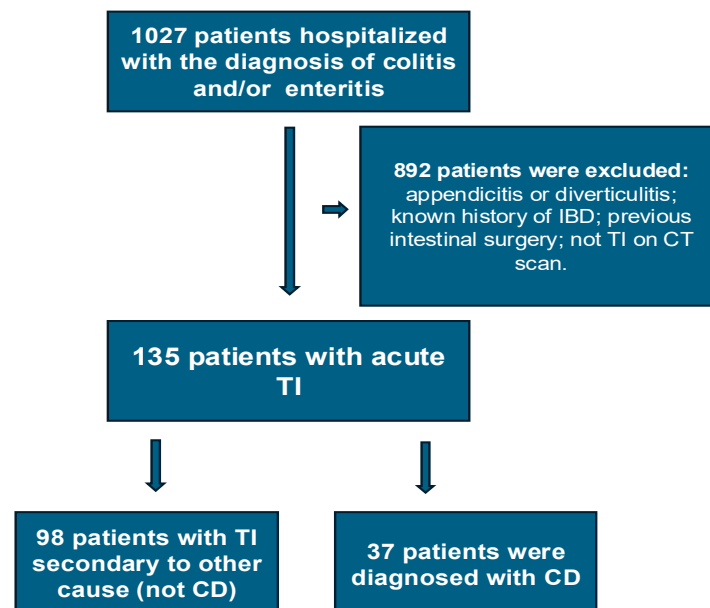 1027 patients hospitalized
with the diagnosis of colitis
and/or enteritis
892 patients were excluded:
appendicitis or diverticulitis;
known history of IBD; previous
intestinal surgery; not TI on CT
scan.
135 patients with acute
TI
98 patients with TI
secondary to other
cause (not CD)
37 patients were
diagnosed with CD